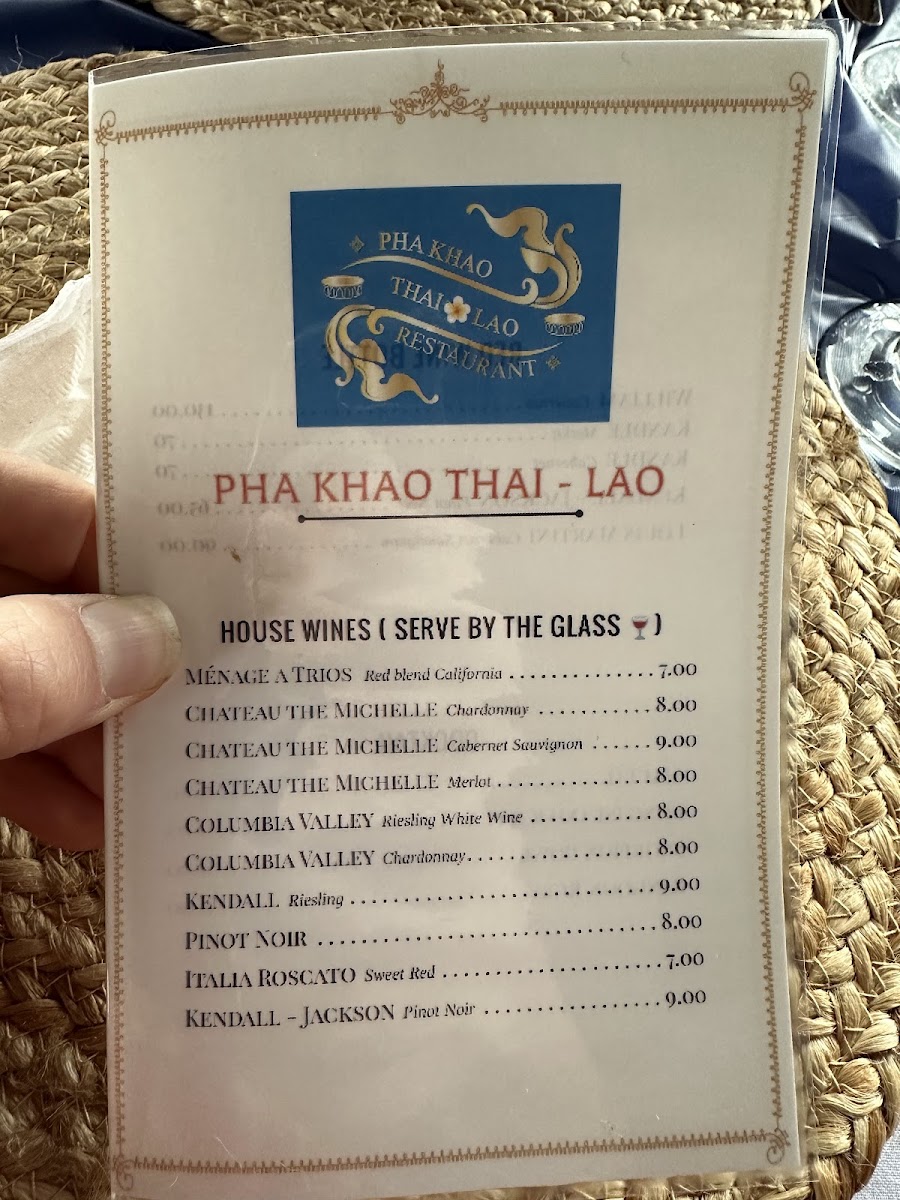 PHA KHAO
THAI LAO
RESTAURANT
PHA KHAO THAI - LAO
HOUSE WINES ( SERVE BY THE GLASS 🍷)
MÉNAGE A TRIOS Red blend California .............. 7.00
CHATEAU THE MICHELLE Chardonnay ........... 8.00
CHATEAU THE MICHELLE Cabernet Sauvignon ...... 9.00
CHATEAU THE MICHELLE Merlot ............... 8.00
COLUMBIA VALLEY Riesling White Wine ............ 8.00
COLUMBIA VALLEY Chardonnay .................. 8.00
KENDALL Riesling .............................. 9.00
PINOT NOIR ................................. 8.00
ITALIA ROSCATO Sweet Red ..................... 7.00
KENDALL - JACKSON Pinot Noir ................. 9.00